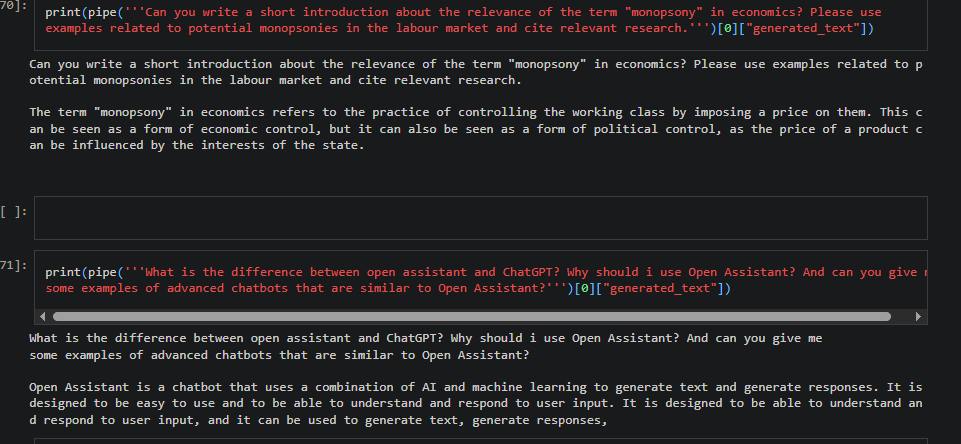 70]:
print(pipe('''Can you write a short introduction about the relevance of the term "monopsony" in economics? Please use
examples related to potential monopsonies in the labour market and cite relevant research.''')[0]["generated_text"])
Can you write a short introduction about the relevance of the term "monopsony" in economics? Please use examples related to p
otential monopsonies in the labour market and cite relevant research.
The term "monopsony" in economics refers to the practice of controlling the working class by imposing a price on them. This c
an be seen as a form of economic control, but it can also be seen as a form of political control, as the price of a product c
an be influenced by the interests of the state.
[ ]:
71]:
print(pipe('''What is the difference between open assistant and ChatGPT? Why should i use Open Assistant? And can you give
some examples of advanced chatbots that are similar to Open Assistant?''')[0]["generated_text"])
What is the difference between open assistant and ChatGPT? Why should i use Open Assistant? And can you give me
some examples of advanced chatbots that are similar to Open Assistant?
Open Assistant is a chatbot that uses a combination of AI and machine learning to generate text and generate responses. It is
designed to be easy to use and to be able to understand and respond to user input. It is designed to be able to understand an
d respond to user input, and it can be used to generate text, generate responses,